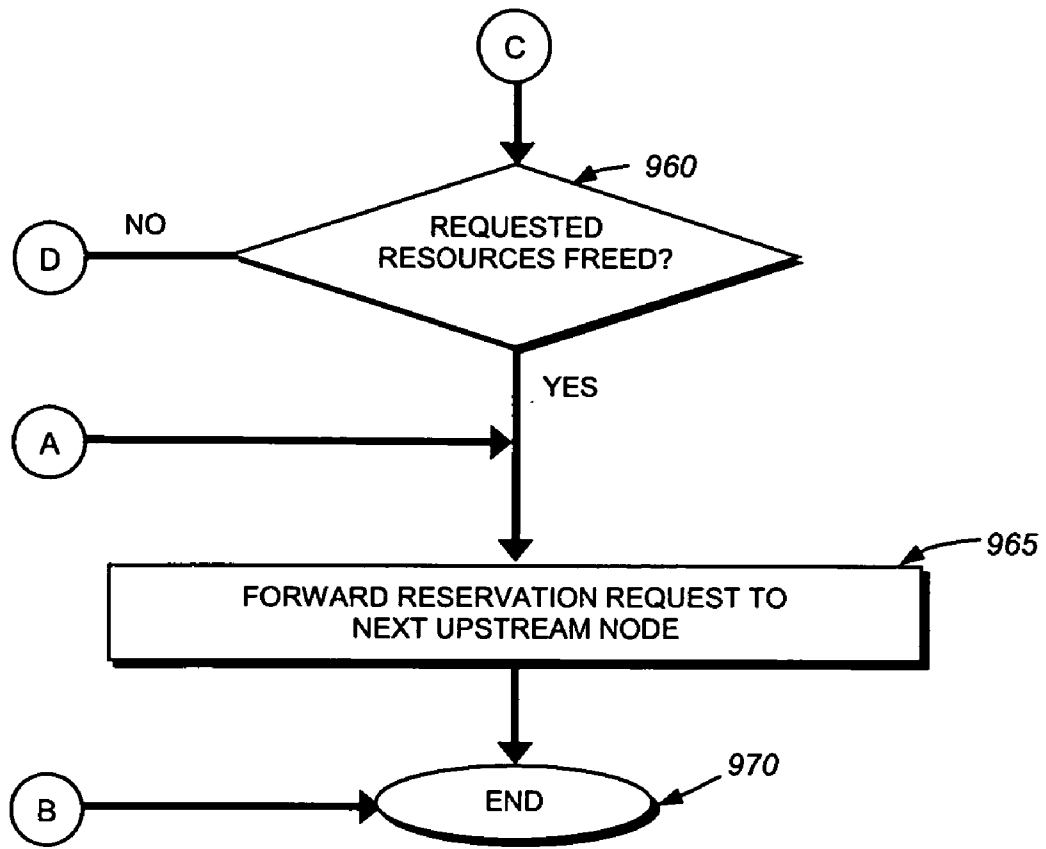 C
960
NO
REQUESTED
RESOURCES FREED?
D
YES
A
965
FORWARD RESERVATION REQUEST TO
NEXT UPSTREAM NODE
970
END
B